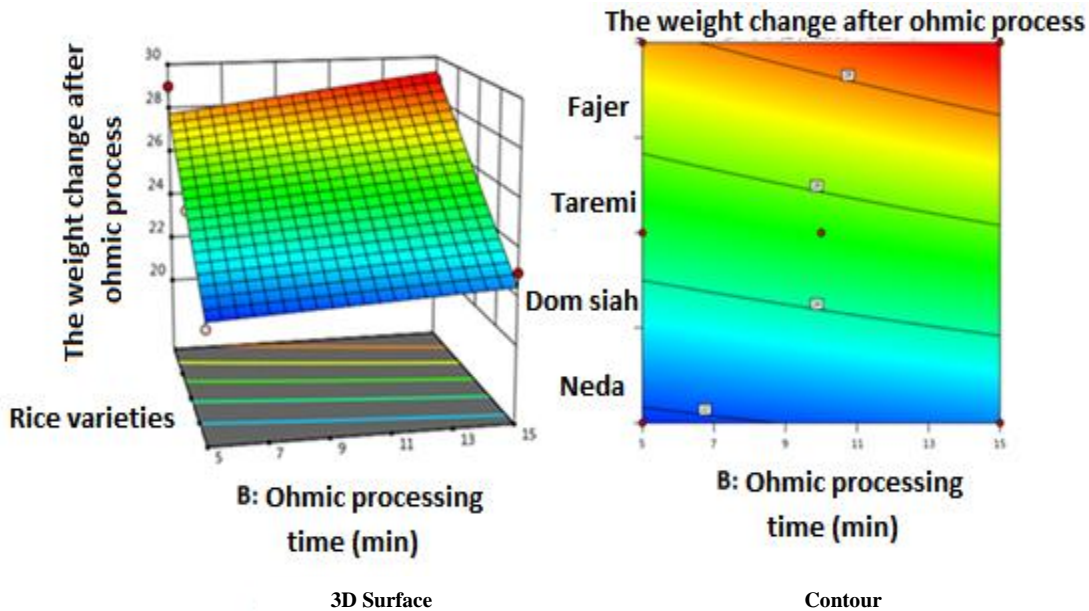 The weight change after
ohmic process
30
28
26
24
22
20
Rice varieties
5
7
9
11
13
15
B: Ohmic processing
time (min)
3D Surface
The weight change after ohmic process
Fajer
Taremi
Dom siah
Neda
5
7
9
11
13
15
B: Ohmic processing
time (min)
Contour